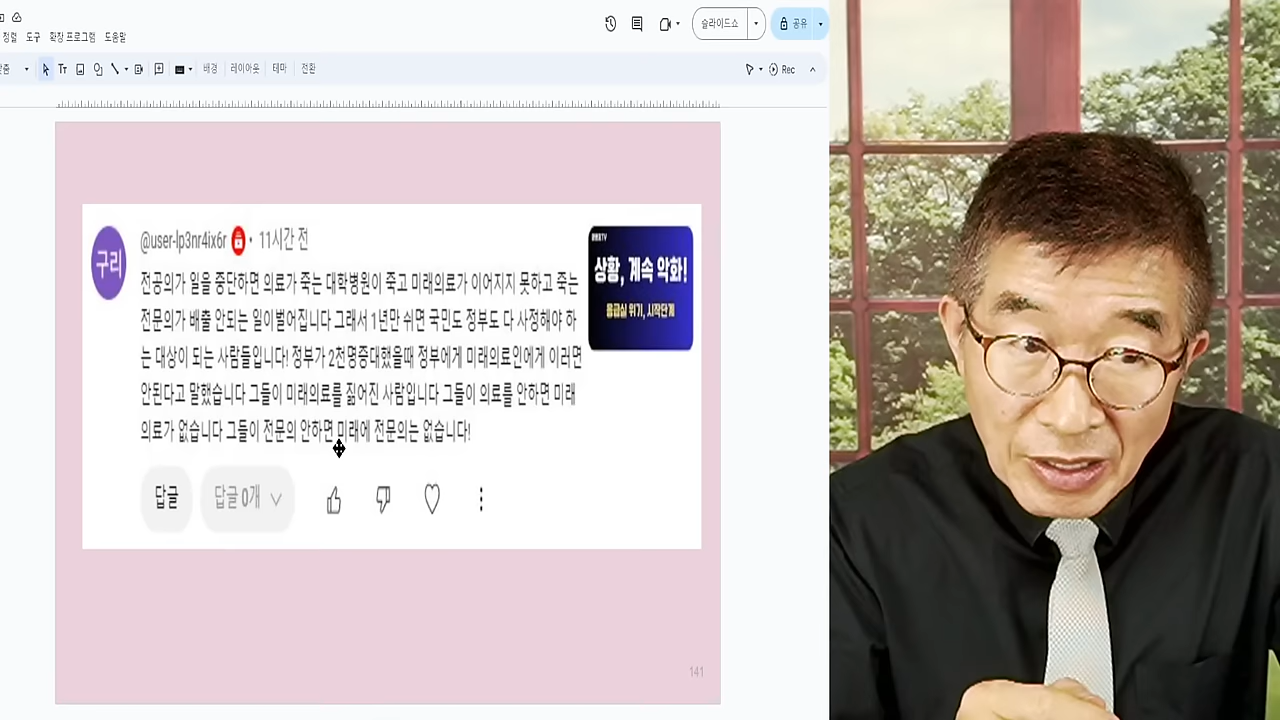 정렬 도구 확장 프로그램 도움말
슬라이드쇼
공유
배경 레이아웃 테마 전환
Rec
구리
@user-lp3nr4ix6r · 11시간 전
전공의가 일을 중단하면 의료가 죽는 대학병원이 죽고 미래의료가 이어지지 못하고 죽는
전문의가 배출 안되는 일이벌어집니다 그래서 1년만 쉬면 국민도 정부도 다 사정해야 하
는 대상이 되는 사람들입니다! 정부가 2천명증대했을때 정부에게 미래의료인에게 이러면
안된다고 말했습니다 그들이 미래의료를 짊어진 사람입니다 그들이 의료를 안하면 미래
의료가 없습니다 그들이 전문의 안하면 미래에 전문의는 없습니다!
상황, 계속 악화!
응급실 위기, 시작단계
답글
답글 0개
141